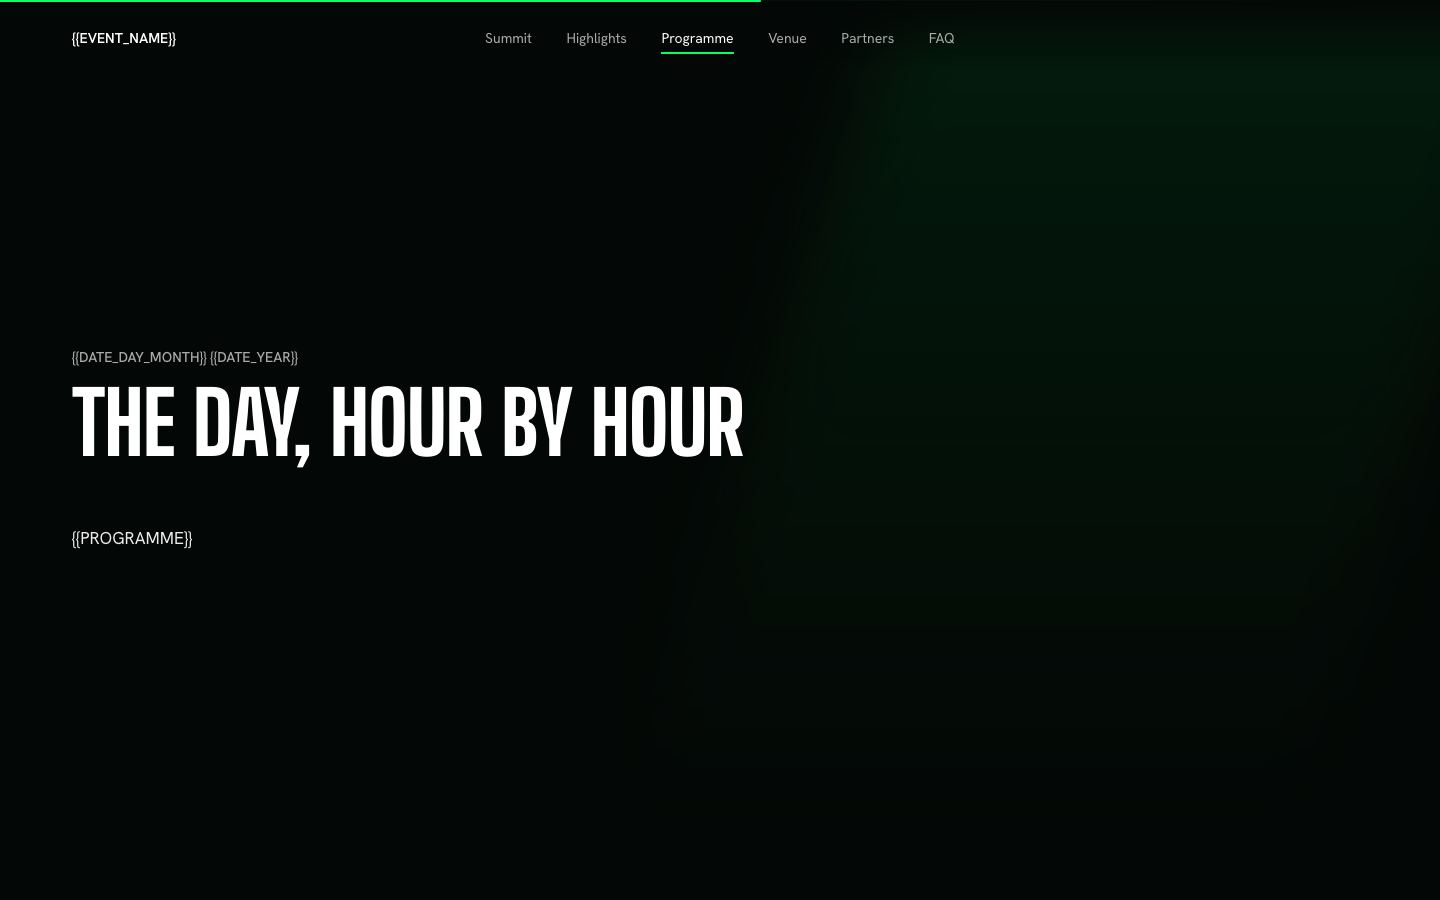 {{EVENT_NAME}}
Summit
Highlights
Programme
Venue
Partners
FAQ
{{DATE_DAY_MONTH}} {{DATE_YEAR}}
THE DAY, HOUR BY HOUR
{{PROGRAMME}}